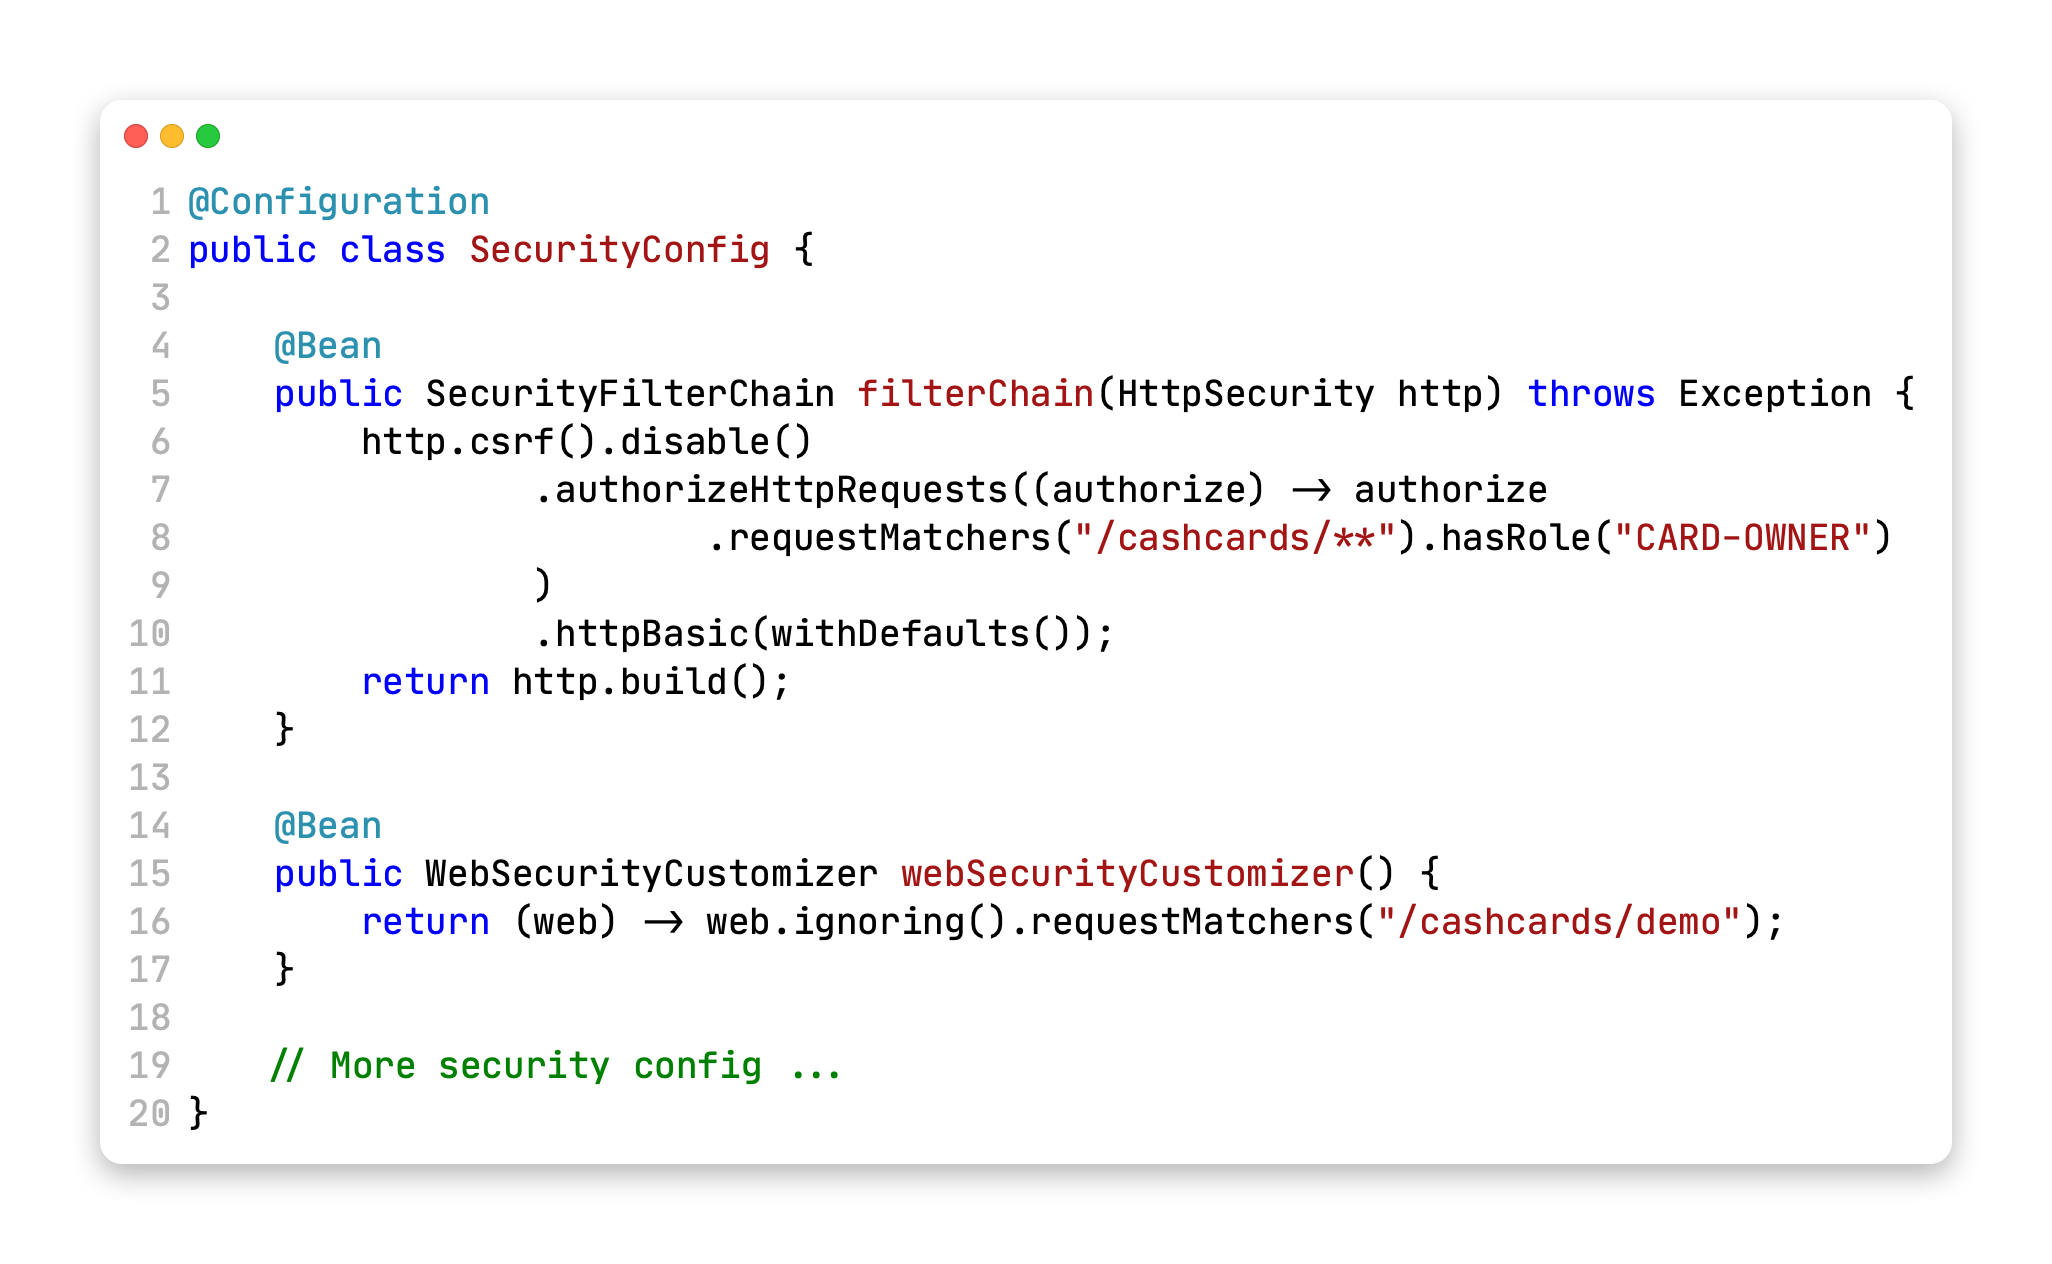 1 @Configuration
2 public class SecurityConfig {
3
4     @Bean
5     public SecurityFilterChain filterChain(HttpSecurity http) throws Exception {
6         http.csrf().disable()
7                 .authorizeHttpRequests((authorize) -> authorize
8                         .requestMatchers("/cashcards/**").hasRole("CARD-OWNER")
9                 )
10                 .httpBasic(withDefaults());
11         return http.build();
12     }
13
14     @Bean
15     public WebSecurityCustomizer webSecurityCustomizer() {
16         return (web) -> web.ignoring().requestMatchers("/cashcards/demo");
17     }
18
19     // More security config ...
20 }